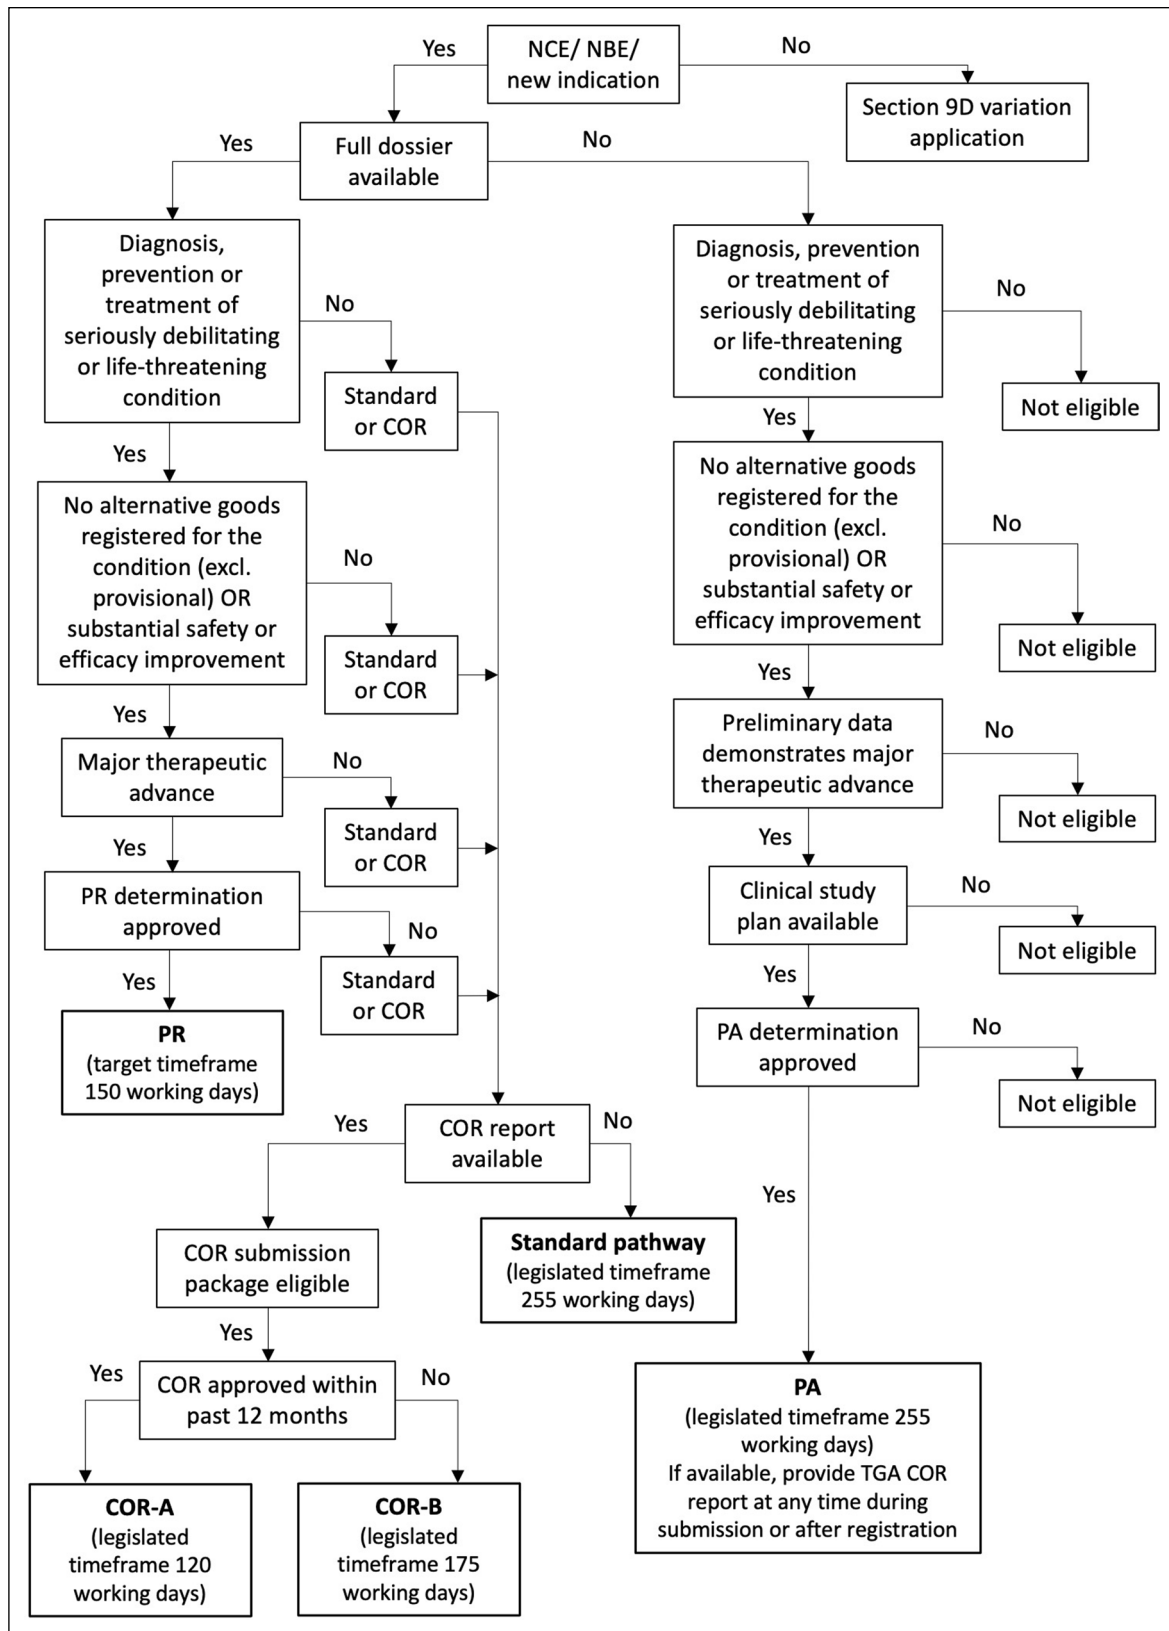 Yes
NCE/ NBE/
new indication
No
Section 9D variation
application
Yes
Full dossier
available
No
Diagnosis,
prevention or
treatment of
seriously debilitating
or life-threatening
condition
No
Standard
or COR
Yes
No alternative goods
registered for the
condition (excl.
provisional) OR
substantial safety or
efficacy improvement
No
Standard
or COR
Yes
Major therapeutic
advance
No
Standard
or COR
Yes
PR determination
approved
No
Standard
or COR
Yes
PR
(target timeframe
150 working days)
Diagnosis, prevention
or treatment of
seriously debilitating
or life-threatening
condition
No
Not eligible
Yes
No alternative goods
registered for the
condition (excl.
provisional) OR
substantial safety or
efficacy improvement
No
Not eligible
Yes
Preliminary data
demonstrates major
therapeutic advance
No
Not eligible
Yes
Clinical study
plan available
No
Not eligible
Yes
PA determination
approved
No
Not eligible
Yes
PA
(legislated timeframe 255
working days)
If available, provide TGA COR
report at any time during
submission or after registration
Yes
COR report
available
No
Standard pathway
(legislated timeframe
255 working days)
COR submission
package eligible
Yes
Yes
COR approved within
past 12 months
No
COR-A
(legislated
timeframe 120
working days)
COR-B
(legislated
timeframe 175
working days)